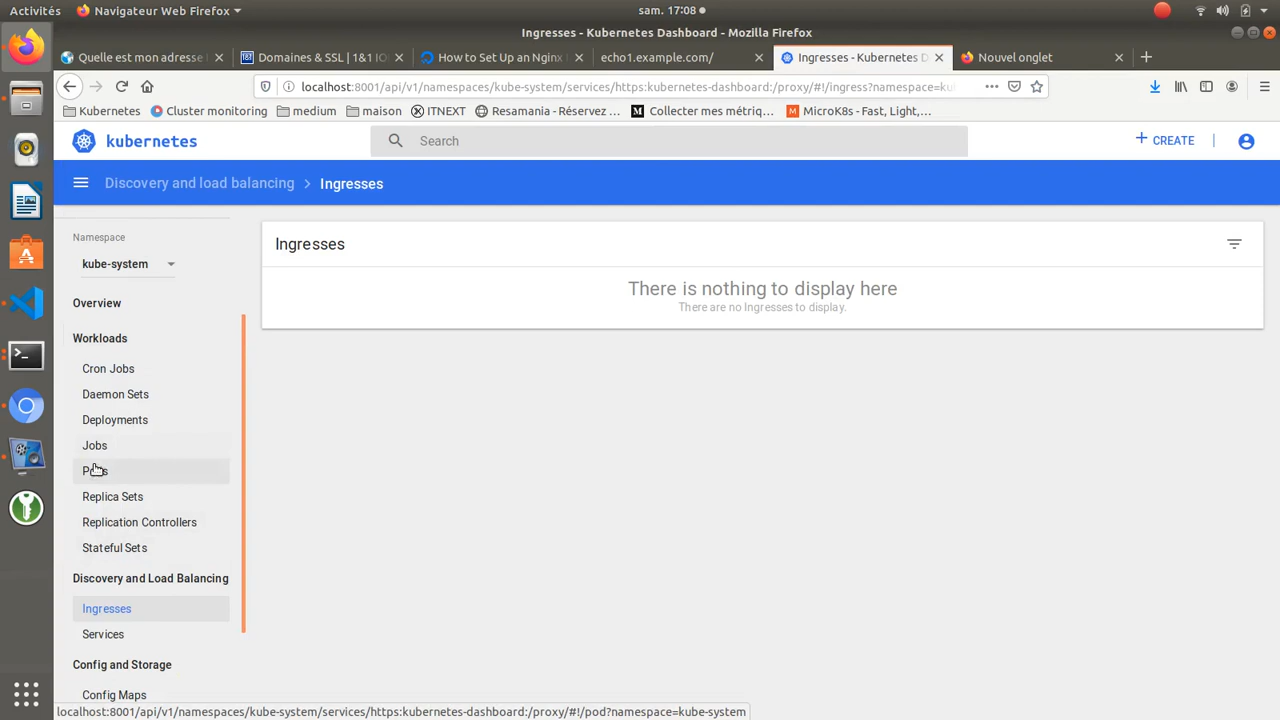 Activités
Navigateur Web Firefox
sam. 17:08
Ingresses - Kubernetes Dashboard - Mozilla Firefox
Quelle est mon adresse
Domaines & SSL | 1&1 IO
How to Set Up an Nginx I
echo1.example.com/
Ingresses - Kubernetes D
Nouvel onglet
localhost:8001/api/v1/namespaces/kube-system/services/https:kubernetes-dashboard:/proxy/#!/ingress?namespace=ku
Kubernetes
Cluster monitoring
medium
maison
ITNEXT
Resamania - Réservez ...
Collecter mes métriq...
MicroK8s - Fast, Light,...
kubernetes
Search
+ CREATE
Discovery and load balancing > Ingresses
Namespace
kube-system
Overview
Workloads
Cron Jobs
Daemon Sets
Deployments
Jobs
Pods
Replica Sets
Replication Controllers
Stateful Sets
Discovery and Load Balancing
Ingresses
Services
Config and Storage
Config Maps
Ingresses
There is nothing to display here
There are no Ingresses to display.
localhost:8001/api/v1/namespaces/kube-system/services/https:kubernetes-dashboard:/proxy/#!/pod?namespace=kube-system